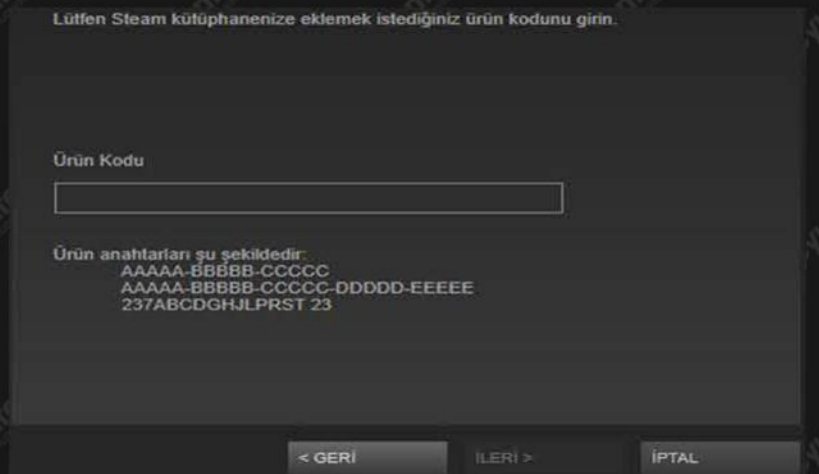 Lütfen Steam kütüphanenize eklemek istediğiniz ürün kodunu girin.
Ürün Kodu
Ürün anahtarları şu şekildedir:
AAAAA-BBBBB-CCCCC
AAAAA-BBBBB-CCCCC-DDDDD-EEEEE
237ABCDGHJLPRST 23
< GERİ
İLERİ >
İPTAL